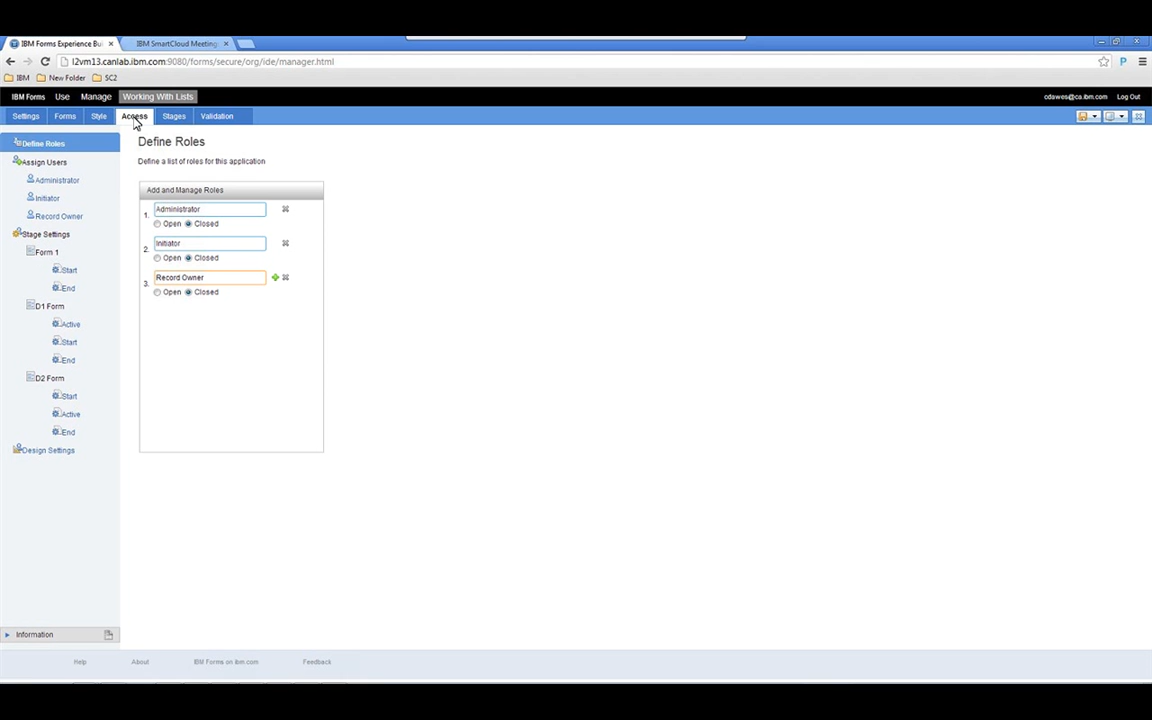 IBM Forms Experience Bu
IBM SmartCloud Meeting
l2vm13.canlab.ibm.com:9080/forms/secure/org/ide/manager.html
IBM New Folder SC2
IBM Forms Use Manage Working With Lists cdawes@ca.ibm.com Log Out
Settings Forms Style Access Stages Validation
Define Roles
Assign Users
Administrator
Initiator
Record Owner
Stage Settings
Form 1
Start
End
D1 Form
Active
Start
End
D2 Form
Start
Active
End
Design Settings
Information
Define Roles
Define a list of roles for this application
Add and Manage Roles
1. Administrator
Open Closed
2. Initiator
Open Closed
3. Record Owner
Open Closed
Help About IBM Forms on ibm.com Feedback